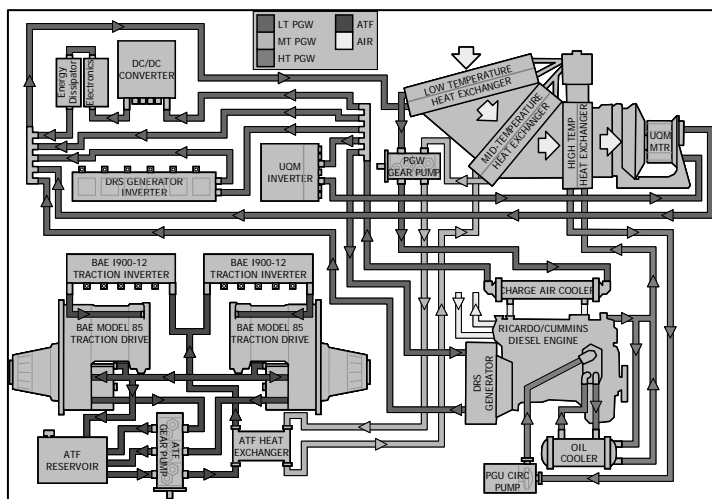 LT PGW
MT PGW
HT PGW
ATF
AIR
DC/DC
CONVERTER
Energy
Dissipator
Electronics
LOW TEMPERATURE
HEAT EXCHANGER
MID-TEMPERATURE
HEAT EXCHANGER
HIGH TEMP
HEAT EXCHANGER
UQM
MTR
PGW
GEAR PUMP
UQM
INVERTER
DRS GENERATOR
INVERTER
BAE I900-12
TRACTION INVERTER
BAE I900-12
TRACTION INVERTER
CHARGE AIR COOLER
BAE MODEL 85
TRACTION DRIVE
BAE MODEL 85
TRACTION DRIVE
RICARDO/CUMMINS
DIESEL ENGINE
DRS
GENERATOR
ATF
GEAR PUMP
ATF HEAT
EXCHANGER
ATF
RESERVOIR
OIL
COOLER
PGU CIRC
PUMP